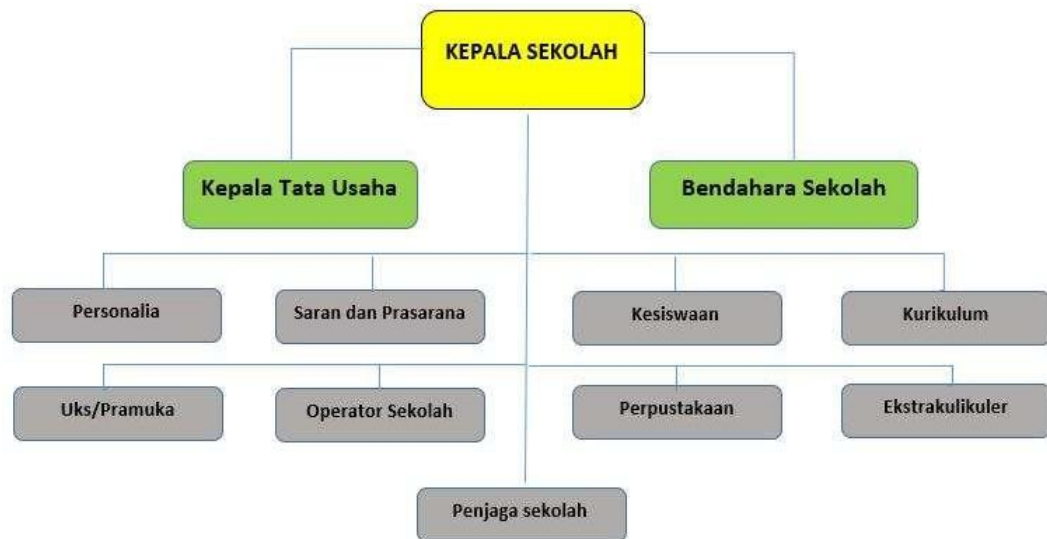 KEPALA SEKOLAH
Kepala Tata Usaha
Bendahara Sekolah
Personalia
Saran dan Prasarana
Kesiswaan
Kurikulum
Uks/Pramuka
Operator Sekolah
Perpustakaan
Ekstrakulikuler
Penjaga sekolah